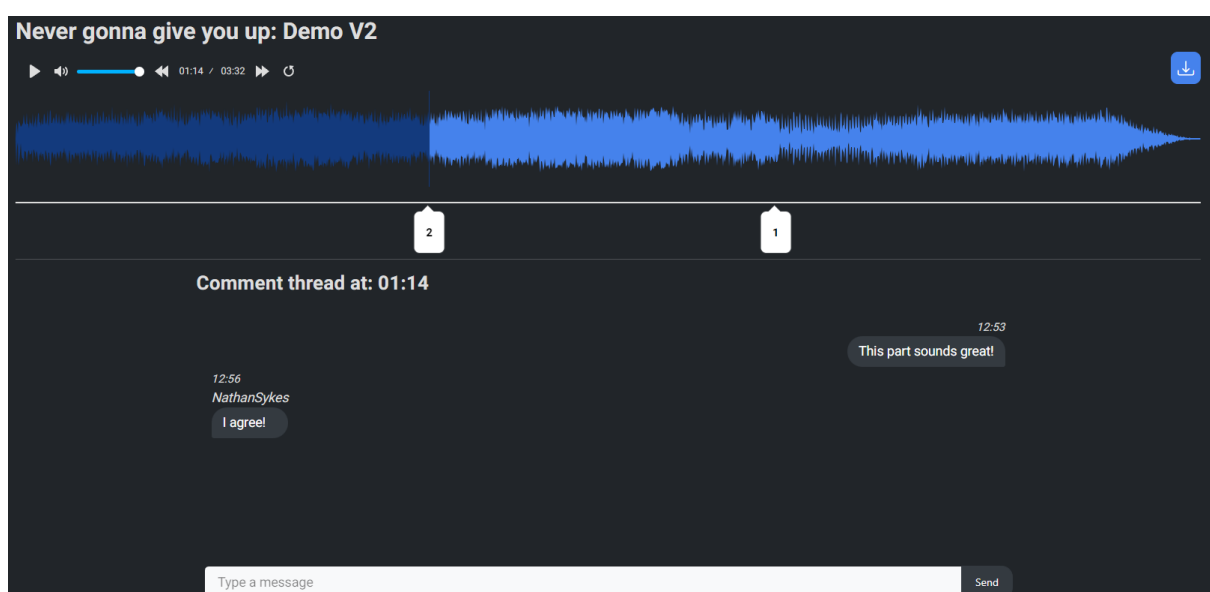 Never gonna give you up: Demo V2
01:14 / 03:32
2
1
Comment thread at: 01:14
12:53
This part sounds great!
12:56
NathanSykes
I agree!
Type a message
Send